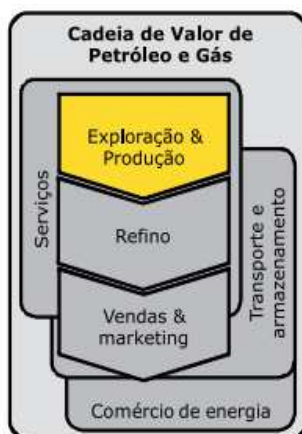 Cadeia de Valor de
Petróleo e Gás
Exploração &
Produção
Serviços
Refino
Transporte e
armazenamento
Vendas &
marketing
Comércio de energia